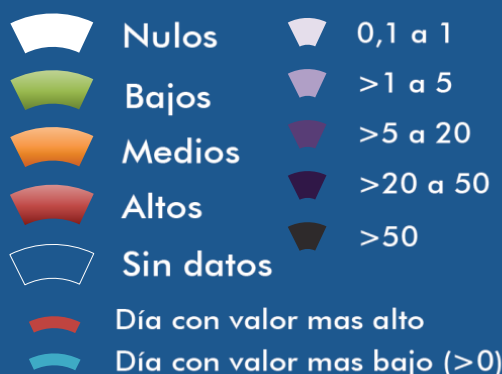 Nulos
Bajos
Medios
Altos
Sin datos
0,1 a 1
>1 a 5
>5 a 20
>20 a 50
>50
Día con valor mas alto
Día con valor mas bajo (>0)